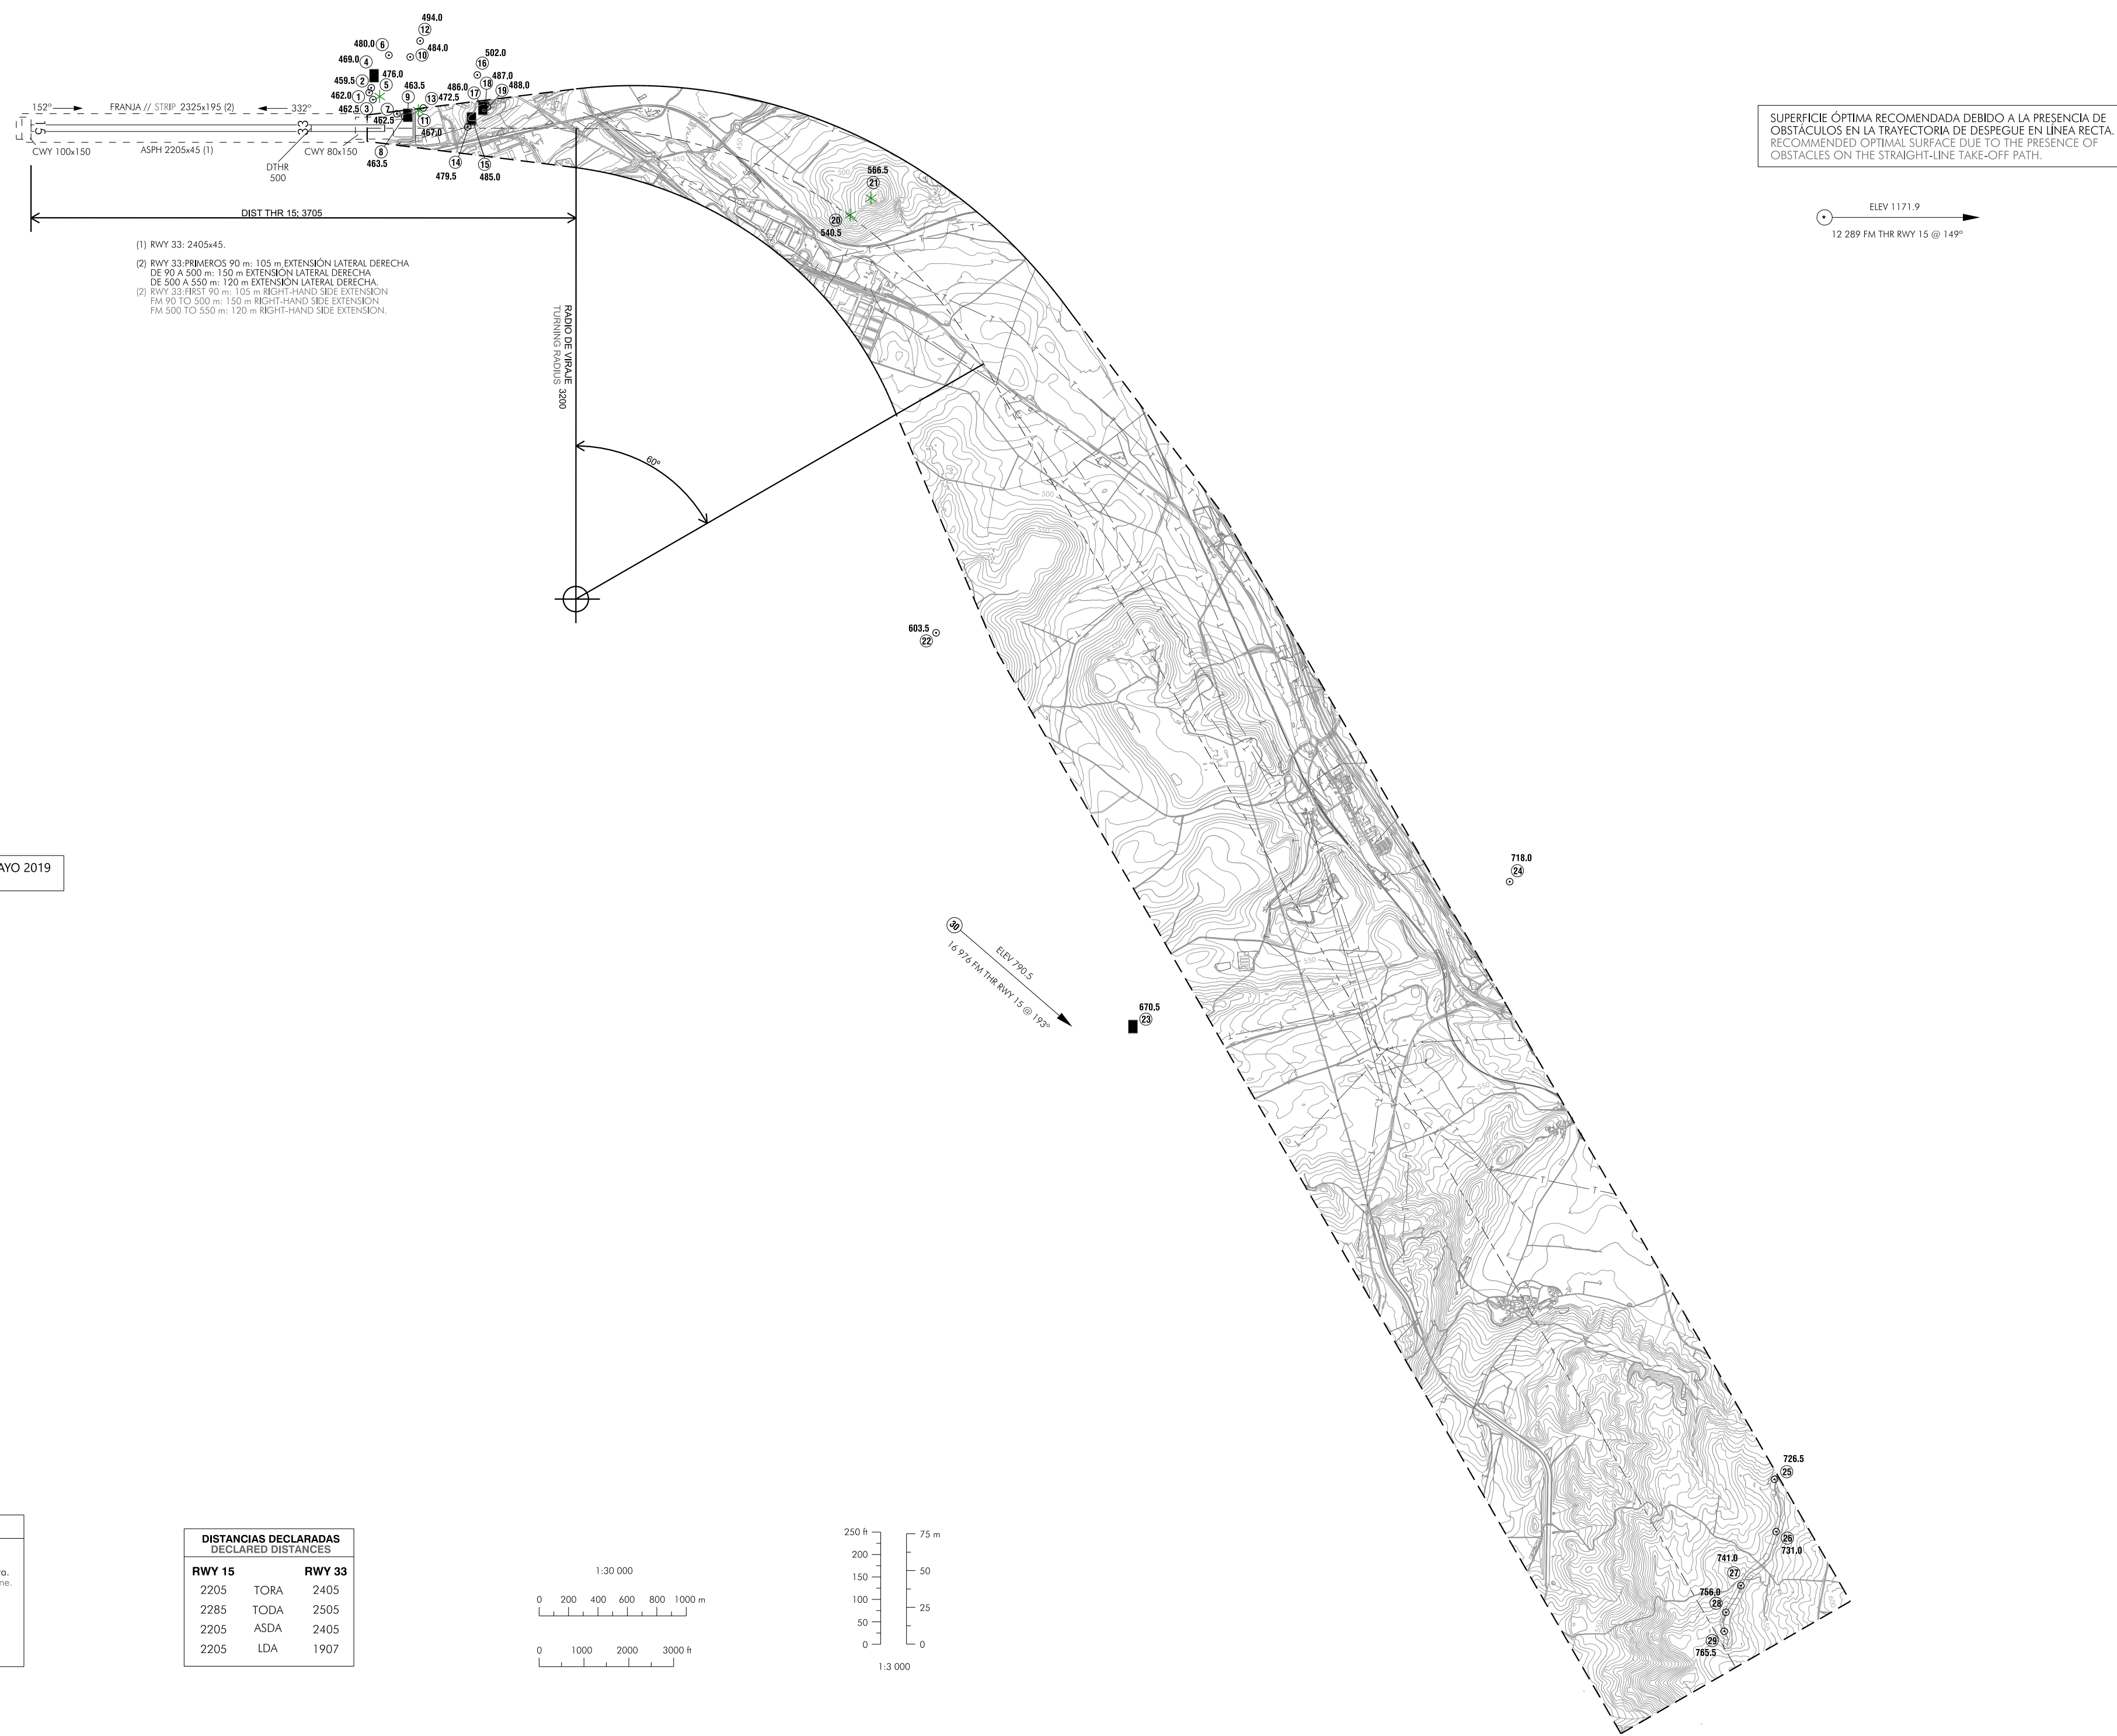 494.0
12
480.0 6
10 484.0
469.0 4
502.0
16
459.5 2
476.0
5
463.5
9
486.0
17
18 487.0
19 488.0
462.0 1
13 472.5
462.5 3
7
462.5
11
467.0
152°
FRANJA // STRIP 2325x195 (2)
332°
15
33
CWY 100x150
ASPH 2205x45 (1)
CWY 80x150
8
463.5
DTHR
500
14
479.5
15
485.0
DIST THR 15; 3705
450
450
500
566.5
21
20
540.5
SUPERFICIE ÓPTIMA RECOMENDADA DEBIDO A LA PRESENCIA DE
OBSTÁCULOS EN LA TRAYECTORIA DE DESPEGUE EN LÍNEA RECTA.
RECOMMENDED OPTIMAL SURFACE DUE TO THE PRESENCE OF
OBSTACLES ON THE STRAIGHT-LINE TAKE-OFF PATH.
ELEV 1171.9
12 289 FM THR RWY 15 @ 149°
(1) RWY 33: 2405x45.
(2) RWY 33:PRIMEROS 90 m: 105 m EXTENSIÓN LATERAL DERECHA
DE 90 A 500 m: 150 m EXTENSIÓN LATERAL DERECHA
DE 500 A 550 m: 120 m EXTENSIÓN LATERAL DERECHA.
(2) RWY 33:FIRST 90 m: 105 m RIGHT-HAND SIDE EXTENSION
FM 90 TO 500 m: 150 m RIGHT-HAND SIDE EXTENSION
FM 500 TO 550 m: 120 m RIGHT-HAND SIDE EXTENSION.
RADIO DE VIRAJE 3200
TURNING RADIUS
60°
500
550
603.5
22
AYO 2019
718.0
24
30
ELEV 790.5
16 976 FM THR RWY 15 @ 193°
550
670.5
23
550
726.5
25
26
731.0
741.0
27
756.0
28
29
765.5
a.
ne.
DISTANCIAS DECLARADAS
DECLARED DISTANCES
RWY 15 RWY 33
2205 TORA 2405
2285 TODA 2505
2205 ASDA 2405
2205 LDA 1907
1:30 000
0 200 400 600 800 1000 m
0 1000 2000 3000 ft
250 ft
200
150
100
50
0
75 m
50
25
0
1:3 000